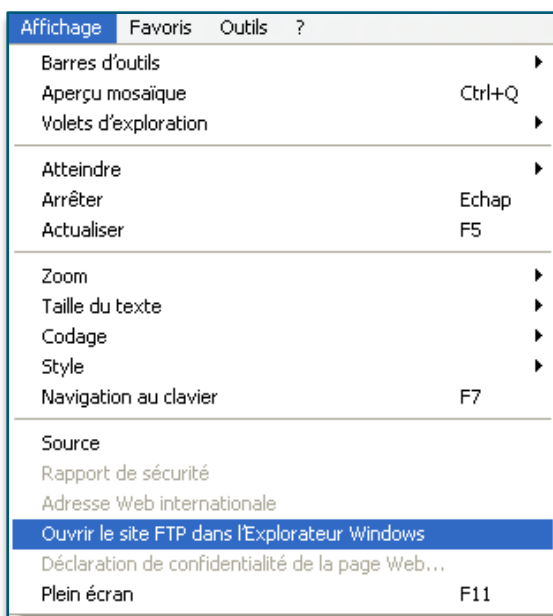 Affichage Favoris Outils ?
Barres d'outils
Aperçu mosaïque Ctrl+Q
Volets d'exploration
Atteindre
Arrêter Echap
Actualiser F5
Zoom
Taille du texte
Codage
Style
Navigation au clavier F7
Source
Rapport de sécurité
Adresse Web internationale
Ouvrir le site FTP dans l'Explorateur Windows
Déclaration de confidentialité de la page Web...
Plein écran F11